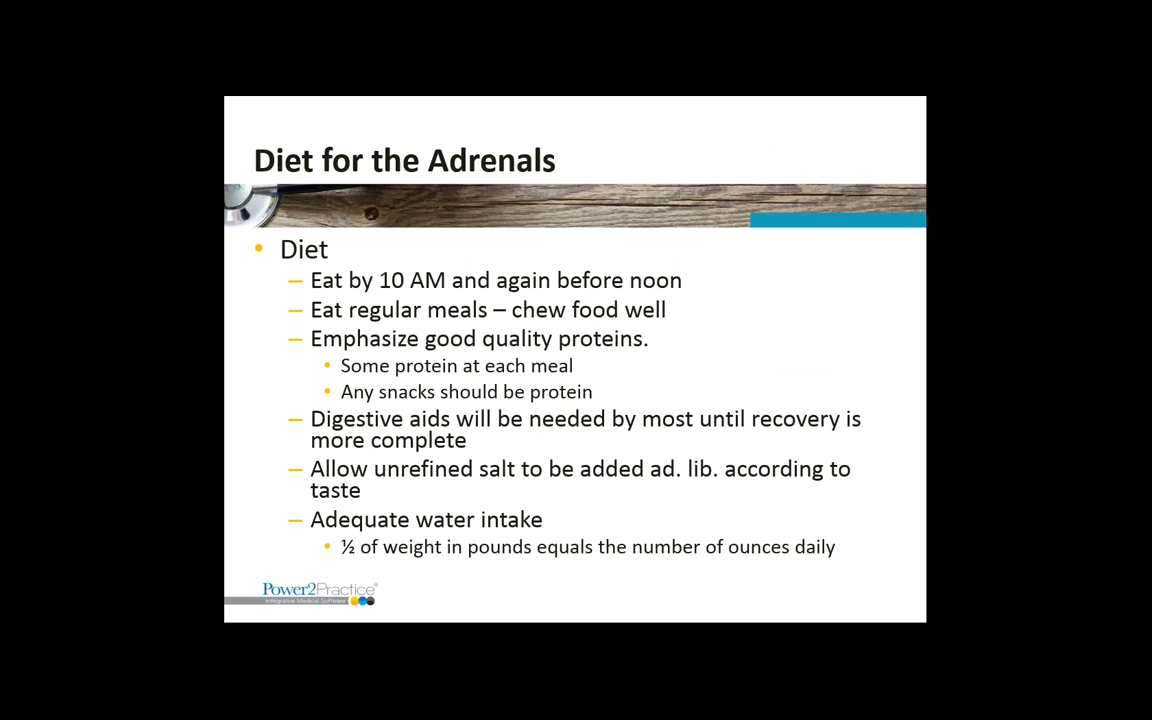 Diet for the Adrenals
• Diet
– Eat by 10 AM and again before noon
– Eat regular meals – chew food well
– Emphasize good quality proteins.
• Some protein at each meal
• Any snacks should be protein
– Digestive aids will be needed by most until recovery is
more complete
– Allow unrefined salt to be added ad. lib. according to
taste
– Adequate water intake
• ½ of weight in pounds equals the number of ounces daily
Power2Practice®
Integrative Medical Software